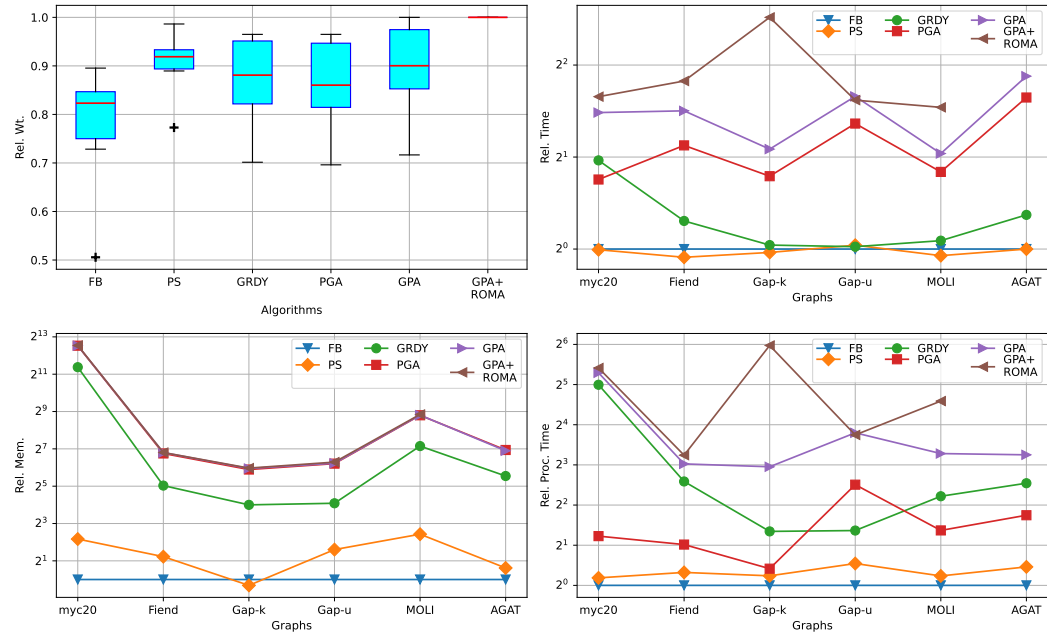 Rel. Wt.
1.0
0.9
0.8
0.7
0.6
0.5
FB PS GRDY PGA GPA GPA+
ROMA
Algorithms
Rel. Time
2^2
2^1
2^0
FB GRDY GPA
PS PGA GPA+
ROMA
myc20 Fiend Gap-k Gap-u MOLI AGAT
Graphs
Rel. Mem.
2^13
2^11
2^9
2^7
2^5
2^3
2^1
FB GRDY GPA
PS PGA GPA+
ROMA
myc20 Fiend Gap-k Gap-u MOLI AGAT
Graphs
Rel. Proc. Time
2^6
2^5
2^4
2^3
2^2
2^1
2^0
FB GRDY GPA
PS PGA GPA+
ROMA
myc20 Fiend Gap-k Gap-u MOLI AGAT
Graphs